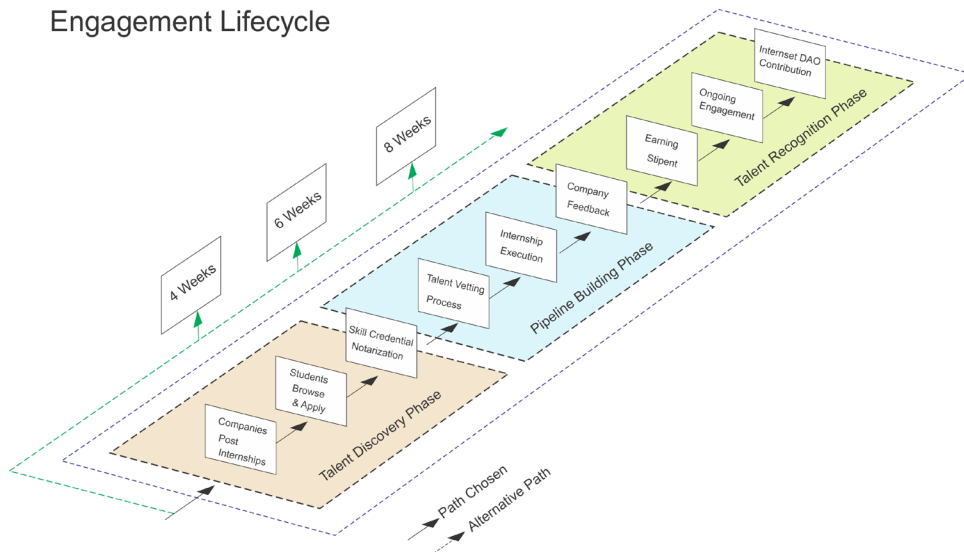 Engagement Lifecycle
4 Weeks
6 Weeks
8 Weeks
Companies
Post
Internships
Students
Browse
& Apply
Skill Credential
Notarization
Talent Discovery Phase
Talent Vetting
Process
Internship
Execution
Company
Feedback
Pipeline Building Phase
Earning
Stipent
Ongoing
Engagement
Internset DAO
Contribution
Talent Recognition Phase
Path Chosen
Alternative Path